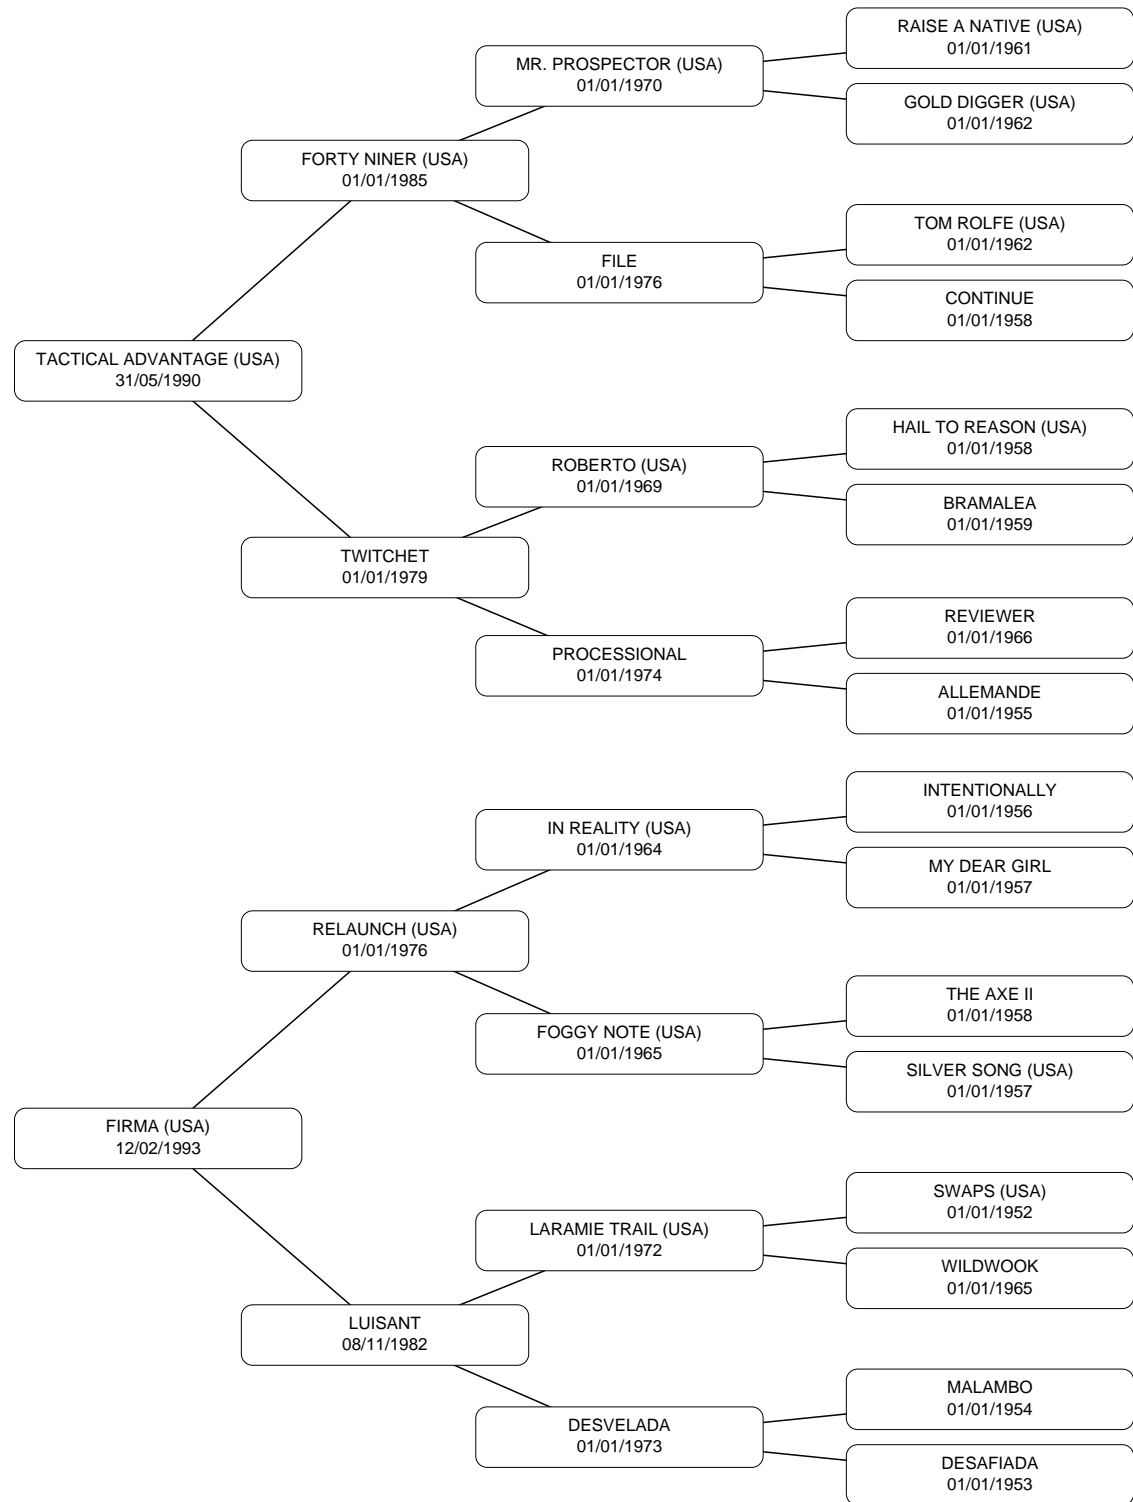 RAISE A NATIVE (USA)
01/01/1961
MR. PROSPECTOR (USA)
01/01/1970
GOLD DIGGER (USA)
01/01/1962
FORTY NINER (USA)
01/01/1985
TOM ROLFE (USA)
01/01/1962
FILE
01/01/1976
CONTINUE
01/01/1958
TACTICAL ADVANTAGE (USA)
31/05/1990
HAIL TO REASON (USA)
01/01/1958
ROBERTO (USA)
01/01/1969
BRAMALEA
01/01/1959
TWITCHET
01/01/1979
REVIEWER
01/01/1966
PROCESSIONAL
01/01/1974
ALLEMANDE
01/01/1955
INTENTIONALLY
01/01/1956
IN REALITY (USA)
01/01/1964
MY DEAR GIRL
01/01/1957
RELAUNCH (USA)
01/01/1976
THE AXE II
01/01/1958
FOGGY NOTE (USA)
01/01/1965
SILVER SONG (USA)
01/01/1957
FIRMA (USA)
12/02/1993
SWAPS (USA)
01/01/1952
LARAMIE TRAIL (USA)
01/01/1972
WILDWOOK
01/01/1965
LUISANT
08/11/1982
MALAMBO
01/01/1954
DESVELADA
01/01/1973
DESAFIADA
01/01/1953